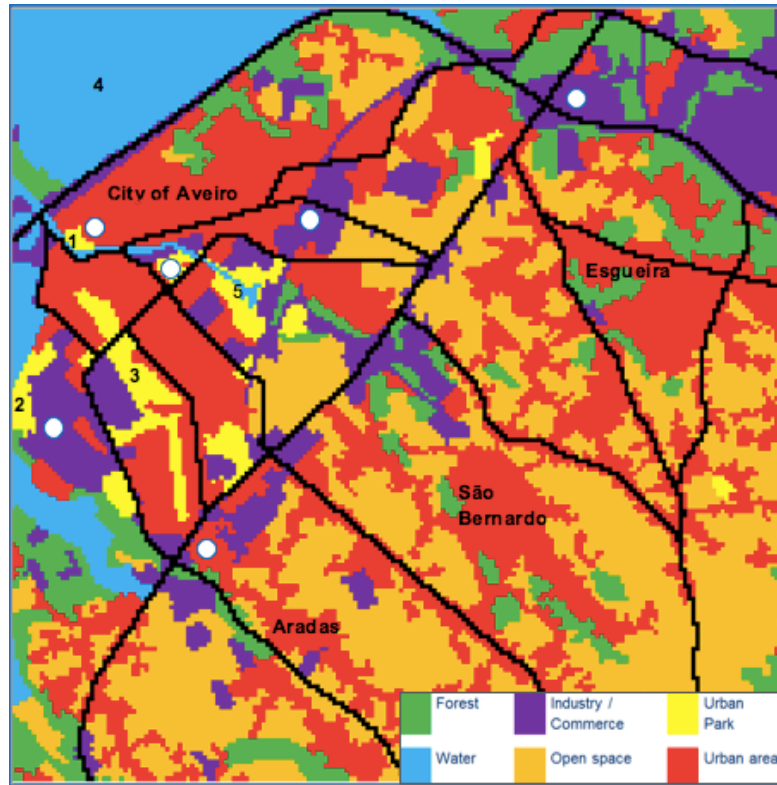 4
City of Aveiro
1
Esgueira
5
3
2
São
Bernardo
Aradas
Forest
Industry /
Commerce
Urban
Park
Water
Open space
Urban area